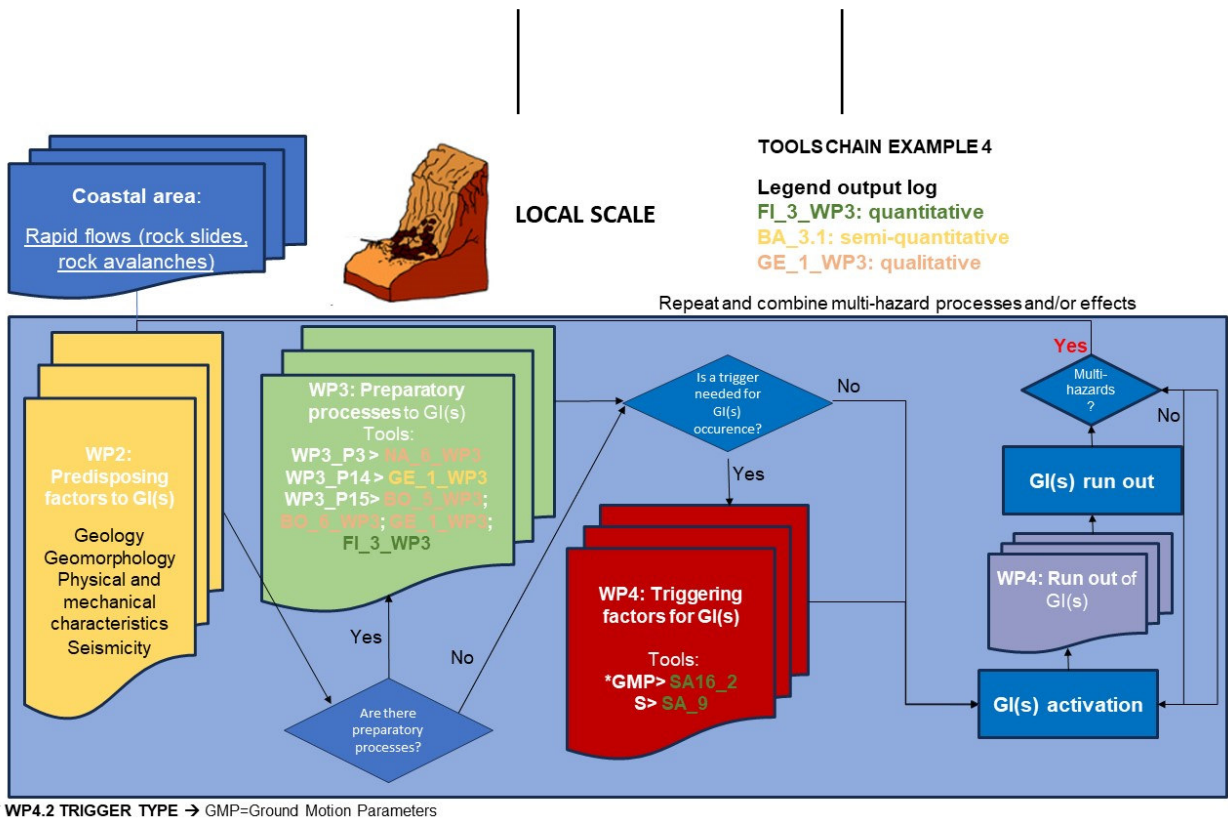 Coastal area:
Rapid flows (rock slides,
rock avalanches)
LOCAL SCALE
TOOLS CHAIN EXAMPLE 4
Legend output log
FI_3_WP3: quantitative
BA_3.1: semi-quantitative
GE_1_WP3: qualitative
Repeat and combine multi-hazard processes and/or effects
WP2:
Predisposing
factors to GI(s)
Geology
Geomorphology
Physical and
mechanical
characteristics
Seismicity
WP3: Preparatory
processes to GI(s)
Tools:
WP3_P3 >
WP3_P14 > GE_1_WP3
WP3_P15>
GE_1_WP3;
FI_3_WP3
Yes
No
Are there
preparatory
processes?
Is a trigger
needed for
GI(s)
occurence?
No
Yes
WP4: Triggering
factors for GI(s)
Tools:
*GMP> SA16_2
S> SA_9
Yes
Multi-
hazards
?
No
GI(s) run out
WP4: Run out of
GI(s)
GI(s) activation
WP4.2 TRIGGER TYPE → GMP=Ground Motion Parameters